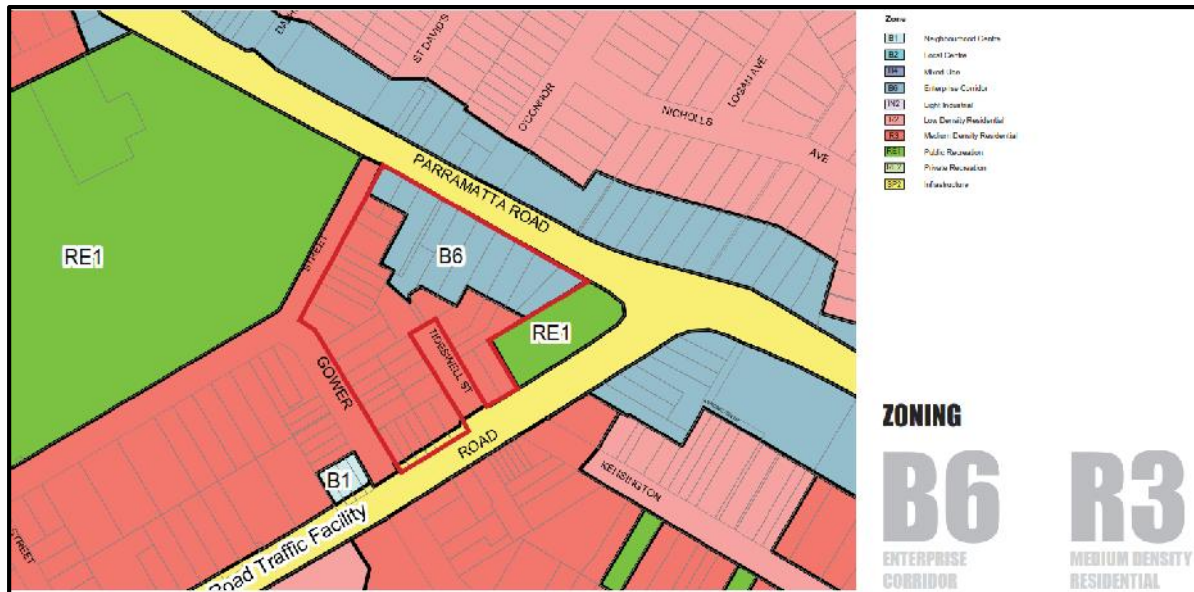 ST DAVID'S
O'CONNOR
LOGAN AVE
NICHOLLS
AVE
PARRAMATTA ROAD
RE1
STREET
B6
RE1
TIDESWELL ST
GOWER
ROAD
B1
KENSINGTON
STREET
Road Traffic Facility
Zone
B1 Neighbourhood Centre
B2 Local Centre
B4 Mixed Use
B6 Enterprise Corridor
IN2 Light Industrial
R2 Low Density Residential
R3 Medium Density Residential
RE1 Public Recreation
RE2 Private Recreation
SP2 Infrastructure
ZONING
B6
ENTERPRISE
CORRIDOR
R3
MEDIUM DENSITY
RESIDENTIAL